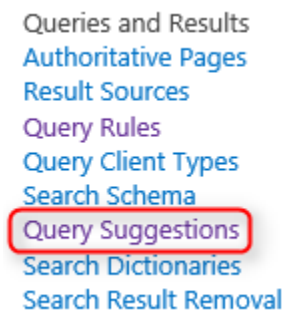 Queries and Results
Authoritative Pages
Result Sources
Query Rules
Query Client Types
Search Schema
Query Suggestions
Search Dictionaries
Search Result Removal